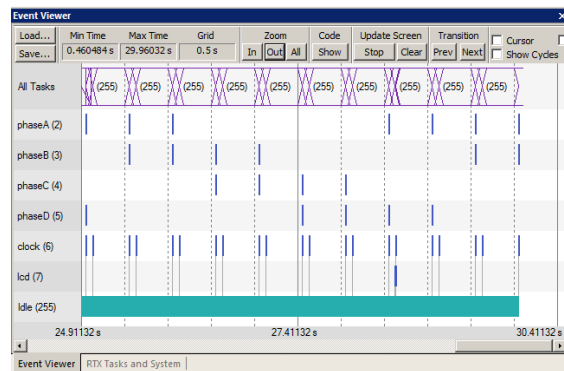 Event Viewer
Load... Min Time Max Time Grid Zoom Code Update Screen Transition Cursor
Save... 0.460484 s 29.96032 s 0.5 s In Out All Show Stop Clear Prev Next Show Cycles
All Tasks (255) (255) (255) (255) (255) (255) (255) (255) (255) (255)
phaseA (2)
phaseB (3)
phaseC (4)
phaseD (5)
clock (6)
lcd (7)
Idle (255)
24.91132 s 27.41132 s 30.41132 s
Event Viewer RTX Tasks and System